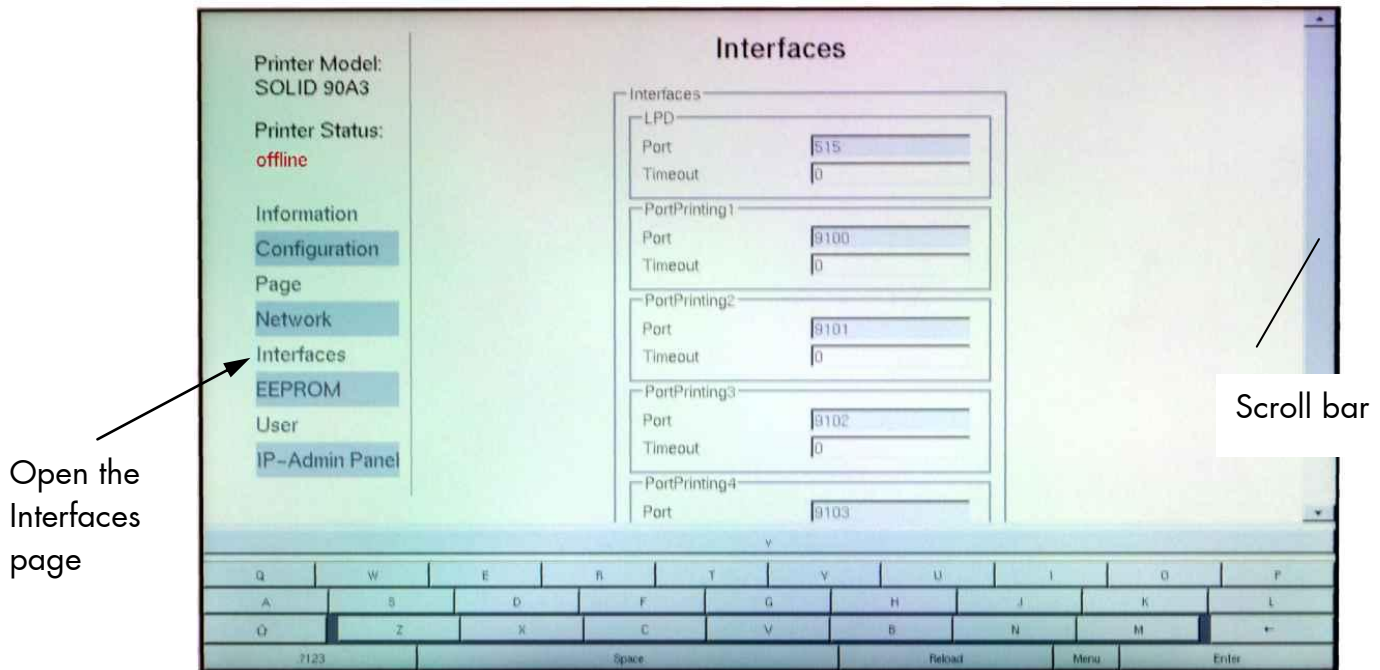 Printer Model:
SOLID 90A3
Printer Status:
offline
Information
Configuration
Page
Network
Interfaces
EEPROM
User
IP-Admin Panel
Open the
Interfaces
page
Interfaces
Interfaces
LPD
Port 515
Timeout 0
PortPrinting1
Port 9100
Timeout 0
PortPrinting2
Port 9101
Timeout 0
PortPrinting3
Port 9102
Timeout 0
PortPrinting4
Port 9103
Scroll bar
v
Q W E R T Y U I O P
A S D F G H J K L
Z X C V B N M ←
?123 Space Reload Menu Enter